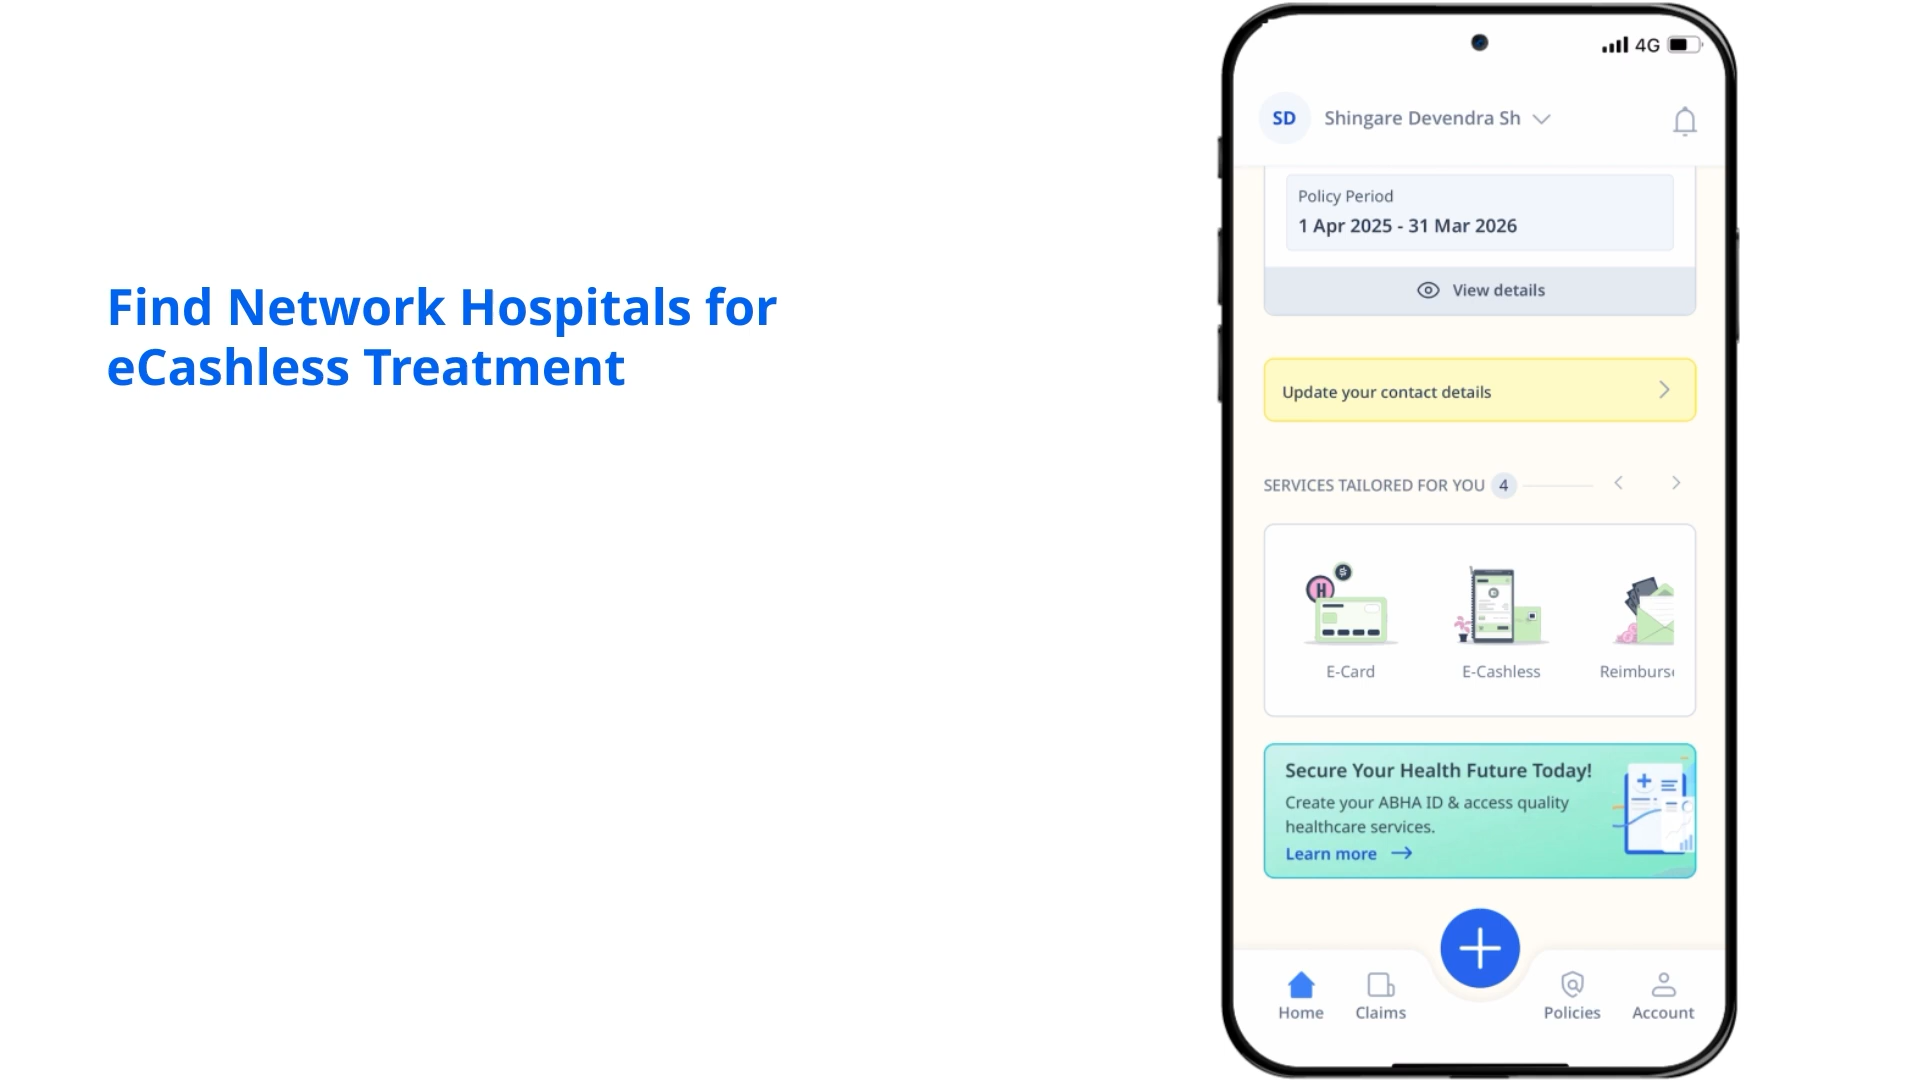 Find Network Hospitals for
eCashless Treatment
4G
SD Shingare Devendra Sh
Policy Period
1 Apr 2025 - 31 Mar 2026
View details
Update your contact details
SERVICES TAILORED FOR YOU 4
H
E-Card E-Cashless Reimburse
Secure Your Health Future Today!
Create your ABHA ID & access quality
healthcare services.
Learn more
Home Claims Policies Account